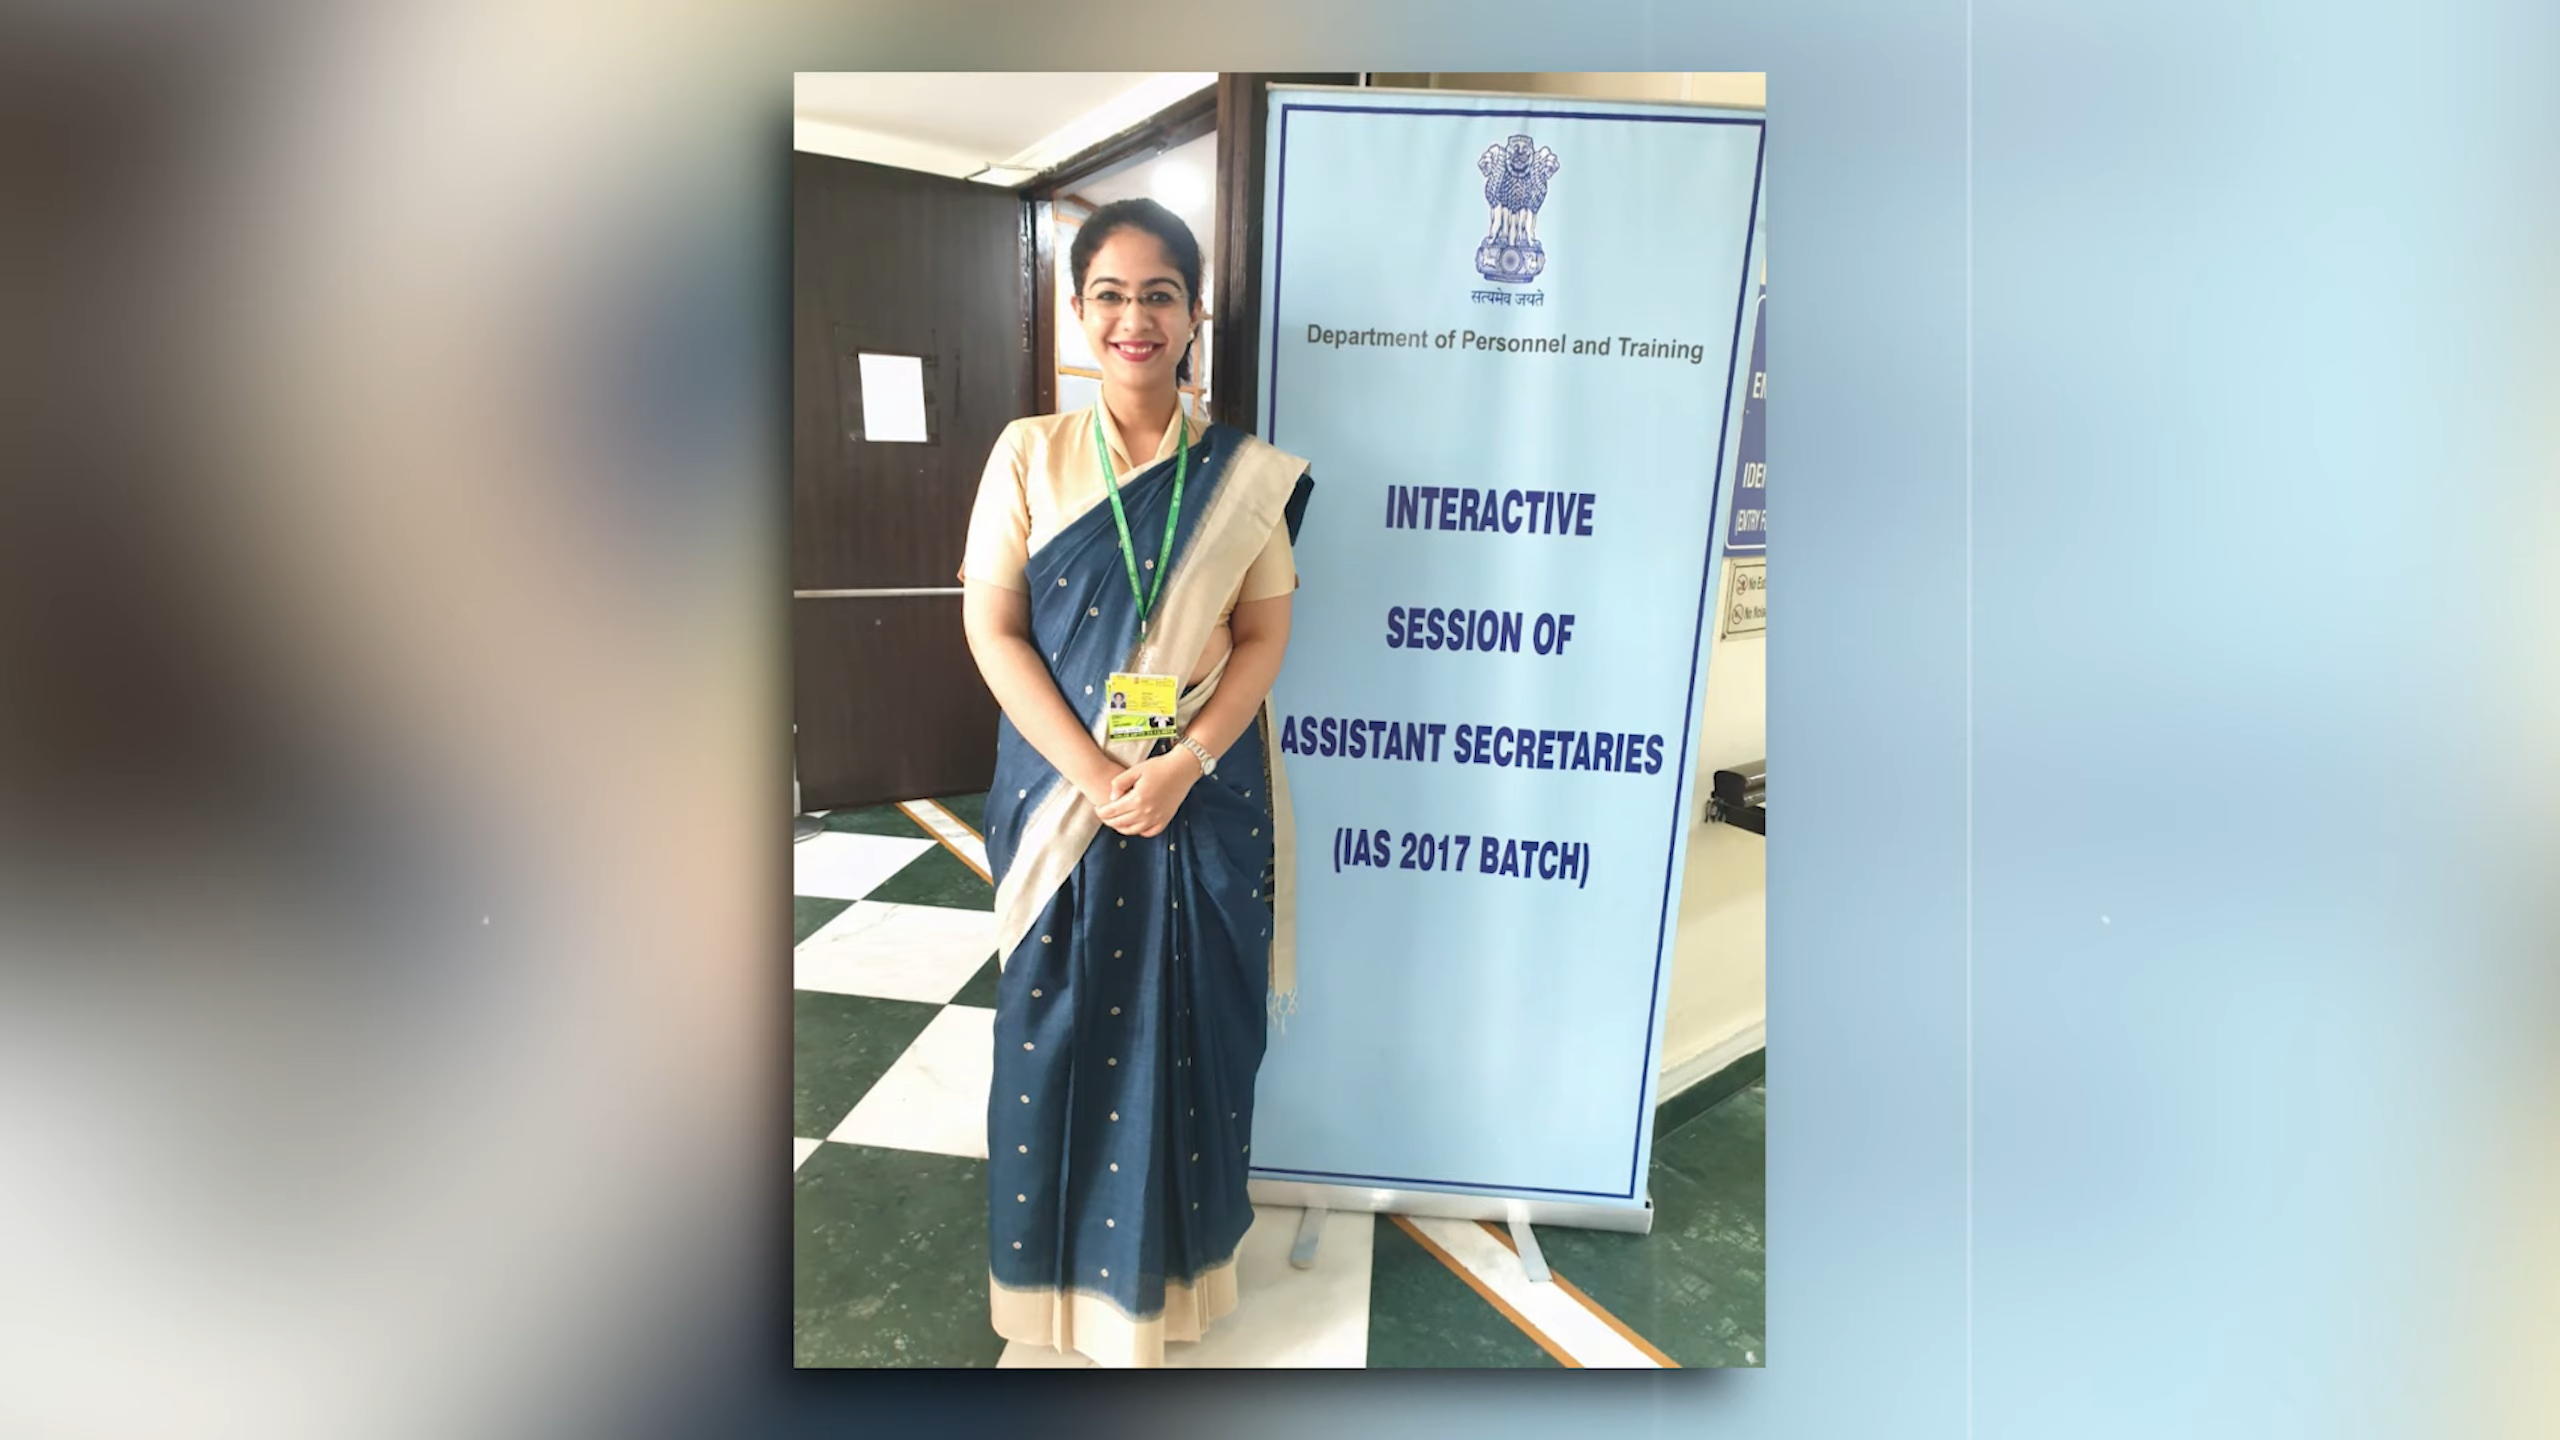 सत्यमेव जयते
Department of Personnel and Training
INTERACTIVE
SESSION OF
ASSISTANT SECRETARIES
(IAS 2017 BATCH)